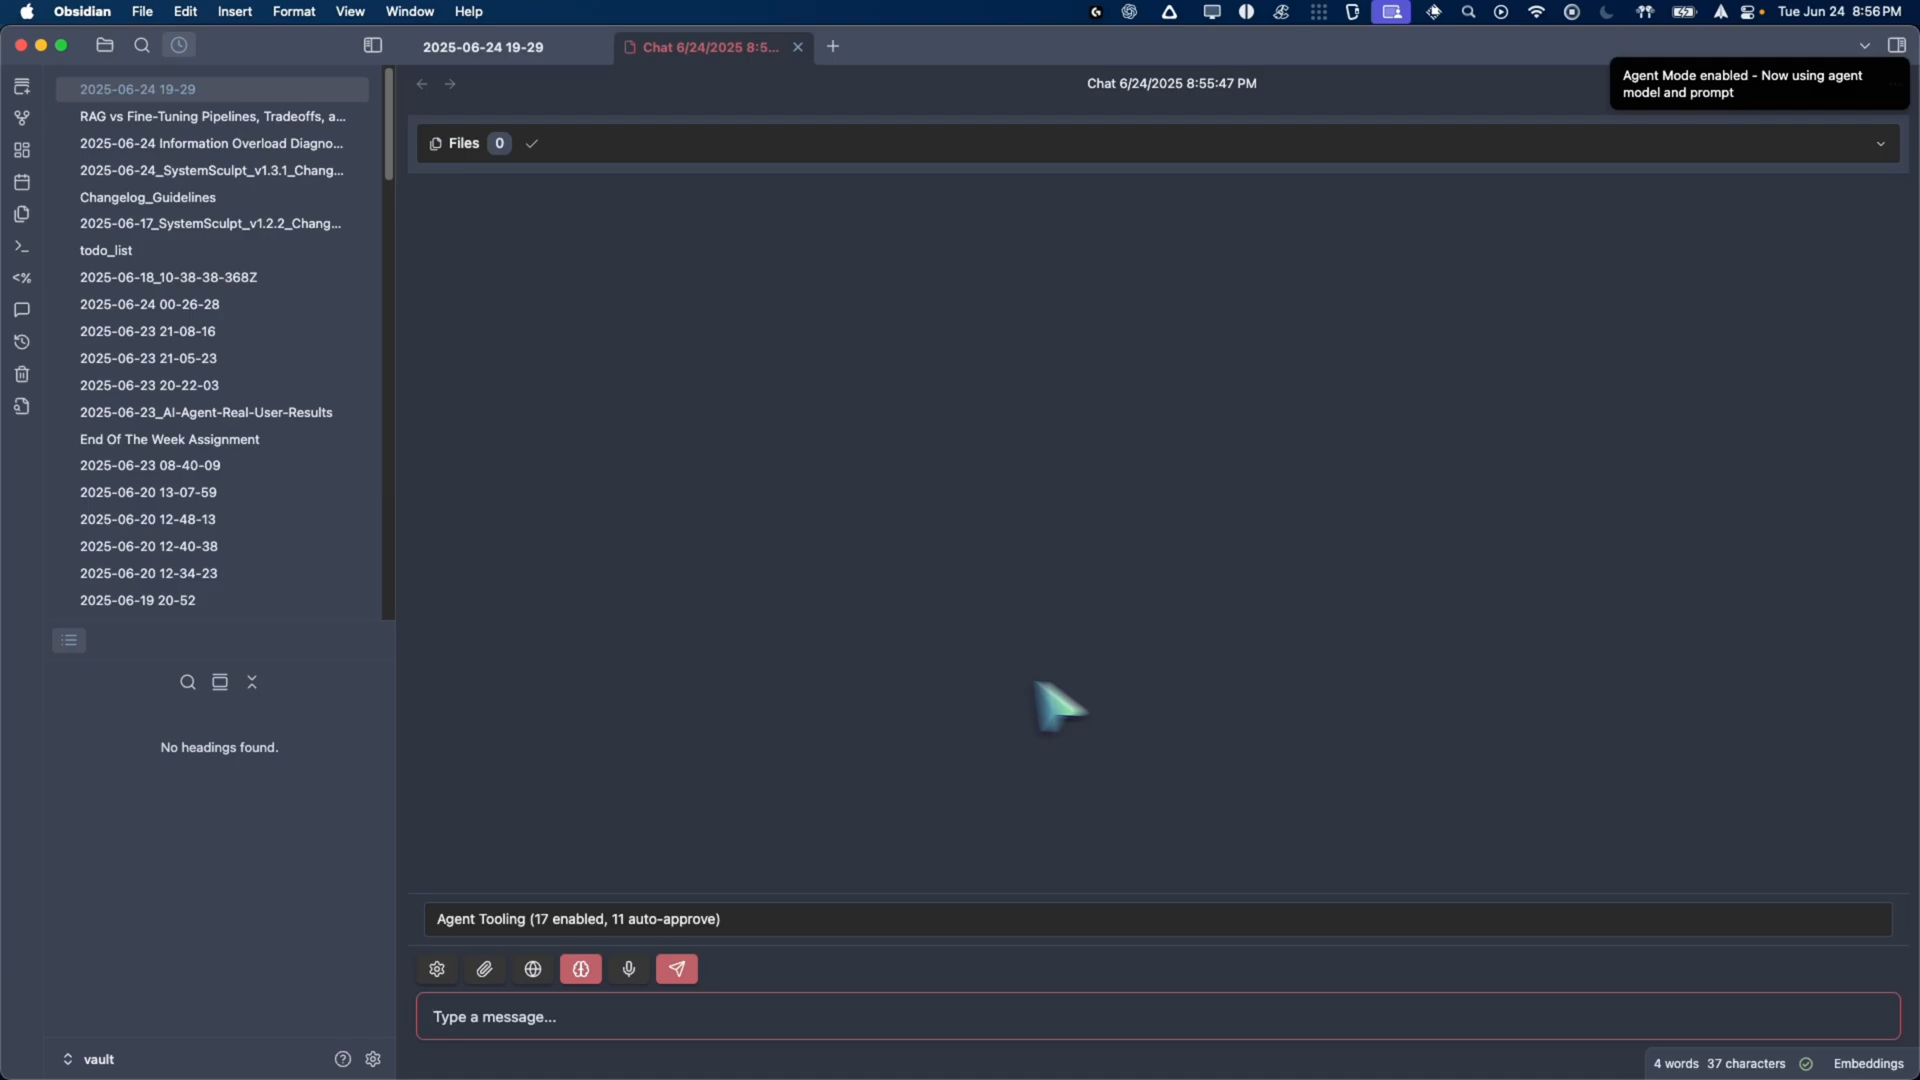 Obsidian File Edit Insert Format View Window Help
Tue Jun 24 8:56 PM
2025-06-24 19-29
Chat 6/24/2025 8:5...
Agent Mode enabled - Now using agent
model and prompt
Chat 6/24/2025 8:55:47 PM
Files 0
2025-06-24 19-29
RAG vs Fine-Tuning Pipelines, Tradeoffs, a...
2025-06-24 Information Overload Diagno...
2025-06-24_SystemSculpt_v1.3.1_Chang...
Changelog_Guidelines
2025-06-17_SystemSculpt_v1.2.2_Chang...
todo_list
2025-06-18_10-38-38-368Z
2025-06-24 00-26-28
2025-06-23 21-08-16
2025-06-23 21-05-23
2025-06-23 20-22-03
2025-06-23_AI-Agent-Real-User-Results
End Of The Week Assignment
2025-06-23 08-40-09
2025-06-20 13-07-59
2025-06-20 12-48-13
2025-06-20 12-40-38
2025-06-20 12-34-23
2025-06-19 20-52
No headings found.
vault
Agent Tooling (17 enabled, 11 auto-approve)
Type a message...
4 words 37 characters Embeddings